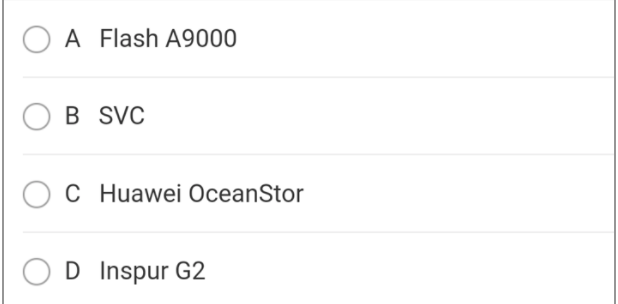 A Flash A9000
B SVC
C Huawei OceanStor
D Inspur G2